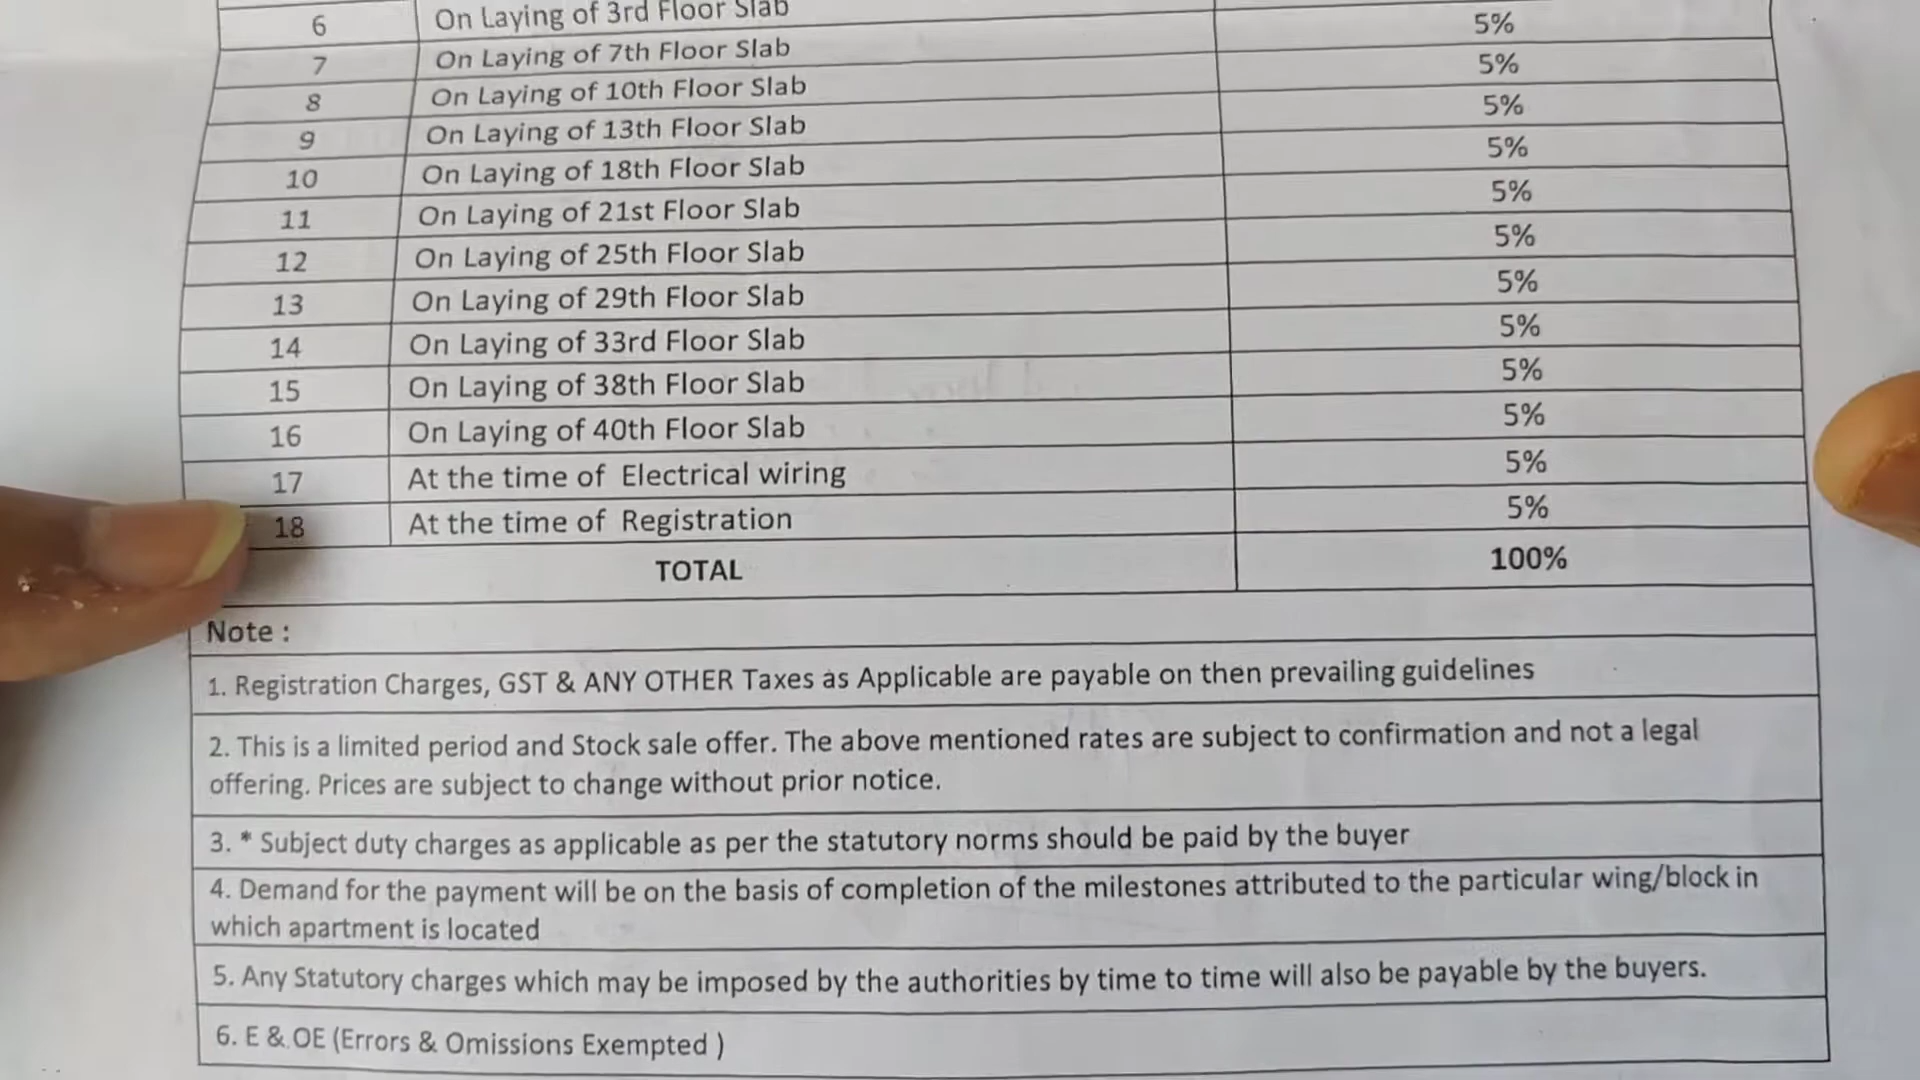 6 On Laying of 3rd Floor Slab 5%
7 On Laying of 7th Floor Slab 5%
8 On Laying of 10th Floor Slab 5%
9 On Laying of 13th Floor Slab 5%
10 On Laying of 18th Floor Slab 5%
11 On Laying of 21st Floor Slab 5%
12 On Laying of 25th Floor Slab 5%
13 On Laying of 29th Floor Slab 5%
14 On Laying of 33rd Floor Slab 5%
15 On Laying of 38th Floor Slab 5%
16 On Laying of 40th Floor Slab 5%
17 At the time of Electrical wiring 5%
18 At the time of Registration 5%
TOTAL 100%
Note :
1. Registration Charges, GST & ANY OTHER Taxes as Applicable are payable on then prevailing guidelines
2. This is a limited period and Stock sale offer. The above mentioned rates are subject to confirmation and not a legal
offering. Prices are subject to change without prior notice.
3. * Subject duty charges as applicable as per the statutory norms should be paid by the buyer
4. Demand for the payment will be on the basis of completion of the milestones attributed to the particular wing/block in
which apartment is located
5. Any Statutory charges which may be imposed by the authorities by time to time will also be payable by the buyers.
6. E & OE (Errors & Omissions Exempted )